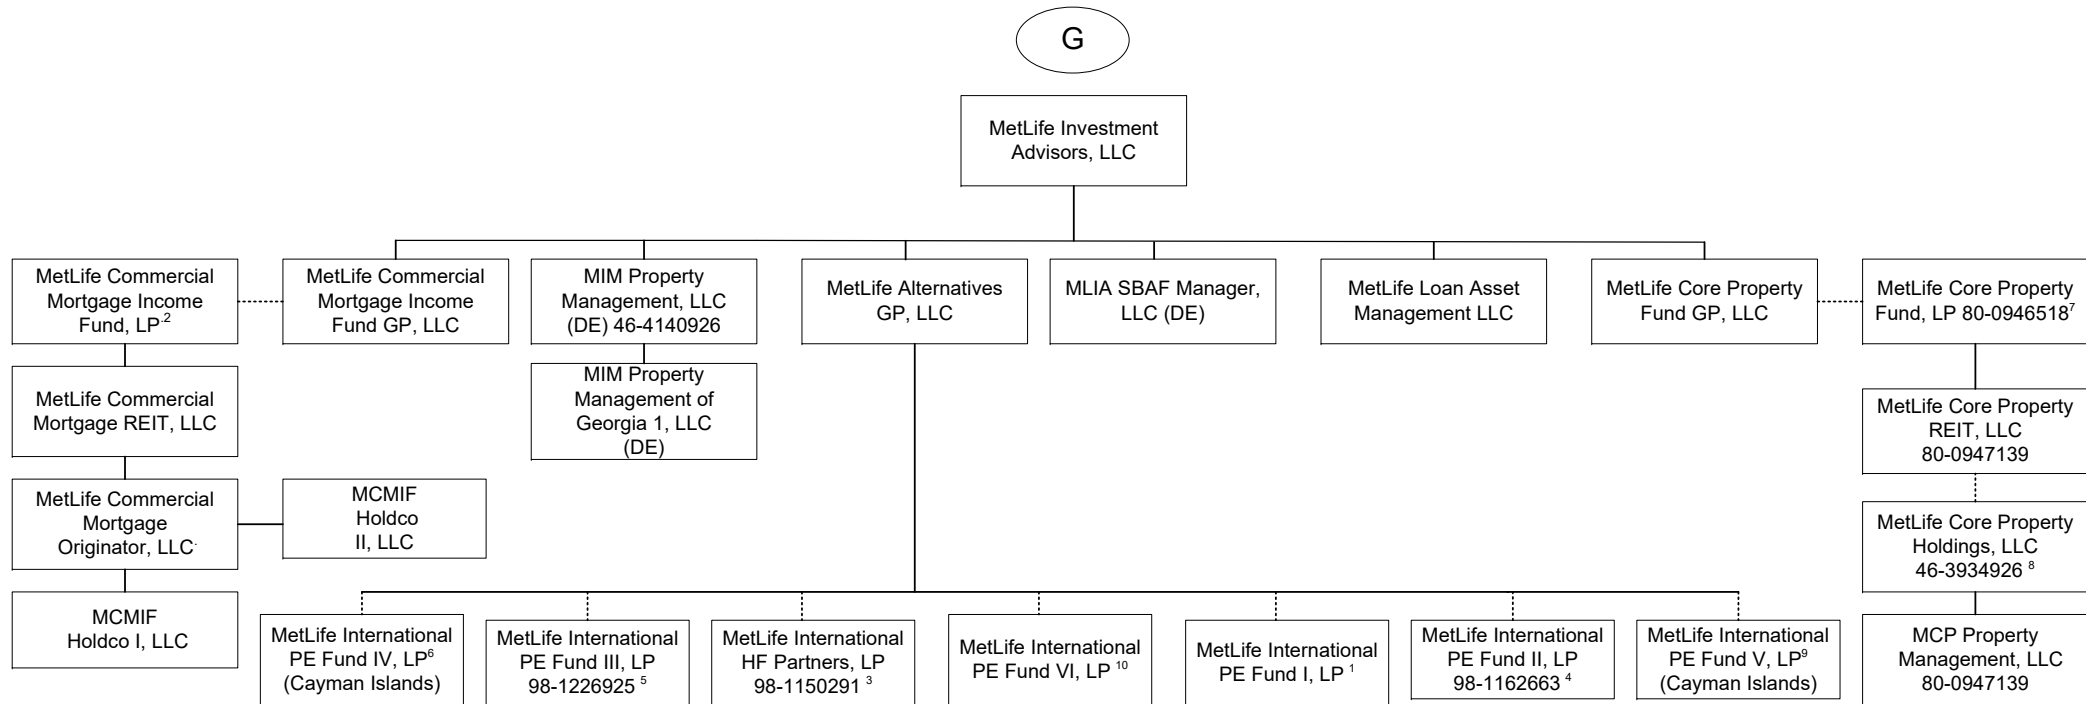 G
MetLife Investment
Advisors, LLC
MetLife Commercial
Mortgage Income
Fund, LP.2
MetLife Commercial
Mortgage Income
Fund GP, LLC
MIM Property
Management, LLC
(DE) 46-4140926
MetLife Alternatives
GP, LLC
MLIA SBAF Manager,
LLC (DE)
MetLife Loan Asset
Management LLC
MetLife Core Property
Fund GP, LLC
MetLife Core Property
Fund, LP 80-09465187
MetLife Commercial
Mortgage REIT, LLC
MIM Property
Management of
Georgia 1, LLC
(DE)
MetLife Core Property
REIT, LLC
80-0947139
MetLife Commercial
Mortgage
Originator, LLC.
MCMIF
Holdco
II, LLC
MetLife Core Property
Holdings, LLC
46-3934926 8
MCMIF
Holdco I, LLC
MetLife International
PE Fund IV, LP6
(Cayman Islands)
MetLife International
PE Fund III, LP
98-1226925 5
MetLife International
HF Partners, LP
98-1150291 3
MetLife International
PE Fund VI, LP 10
MetLife International
PE Fund I, LP 1
MetLife International
PE Fund II, LP
98-1162663 4
MetLife International
PE Fund V, LP9
(Cayman Islands)
MCP Property
Management, LLC
80-0947139